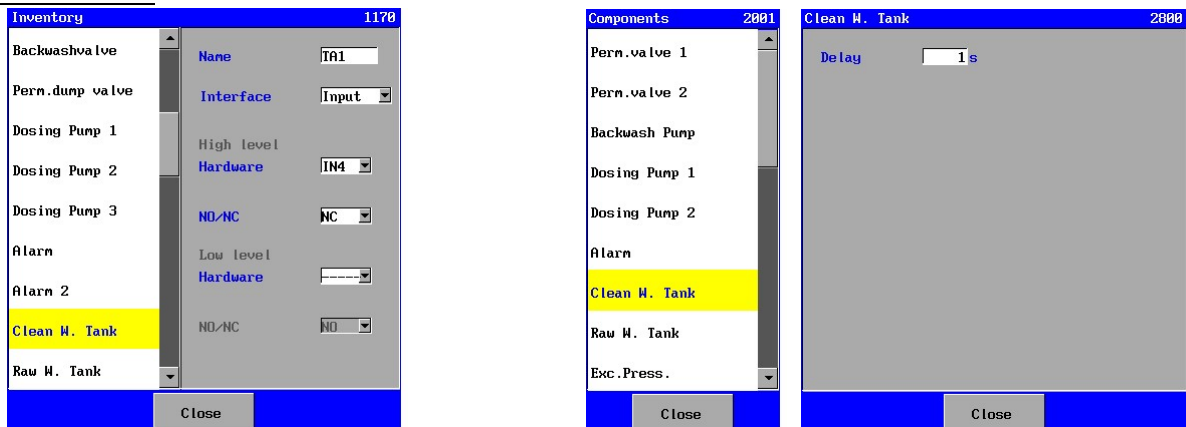 Inventory 1170
Backwashvalve
Perm.dump valve
Dosing Pump 1
Dosing Pump 2
Dosing Pump 3
Alarm
Alarm 2
Clean W. Tank
Raw W. Tank
Name TA1
Interface Input
High level
Hardware IN4
NO/NC NC
Low level
Hardware -----
NO/NC NO
Close
Components 2001
Perm.valve 1
Perm.valve 2
Backwash Pump
Dosing Pump 1
Dosing Pump 2
Alarm
Clean W. Tank
Raw W. Tank
Exc.Press.
Close
Clean W. Tank 2800
Delay 1 s
Close